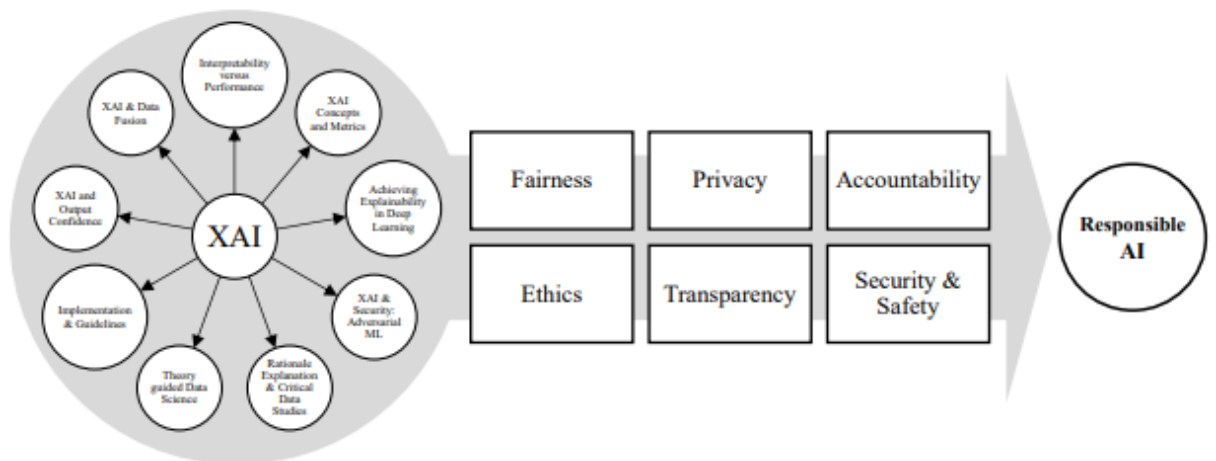 Interpretability
versus
Performance
XAI & Data
Fusion
XAI
Concepts
and Metrics
XAI and
Output
Confidence
Achieving
Explainability
in Deep
Learning
XAI
Implementation
& Guidelines
XAI &
Security:
Adversarial
ML
Theory
guided Data
Science
Rationale
Explanation
& Critical
Data
Studies
Fairness
Privacy
Accountability
Ethics
Transparency
Security &
Safety
Responsible
AI